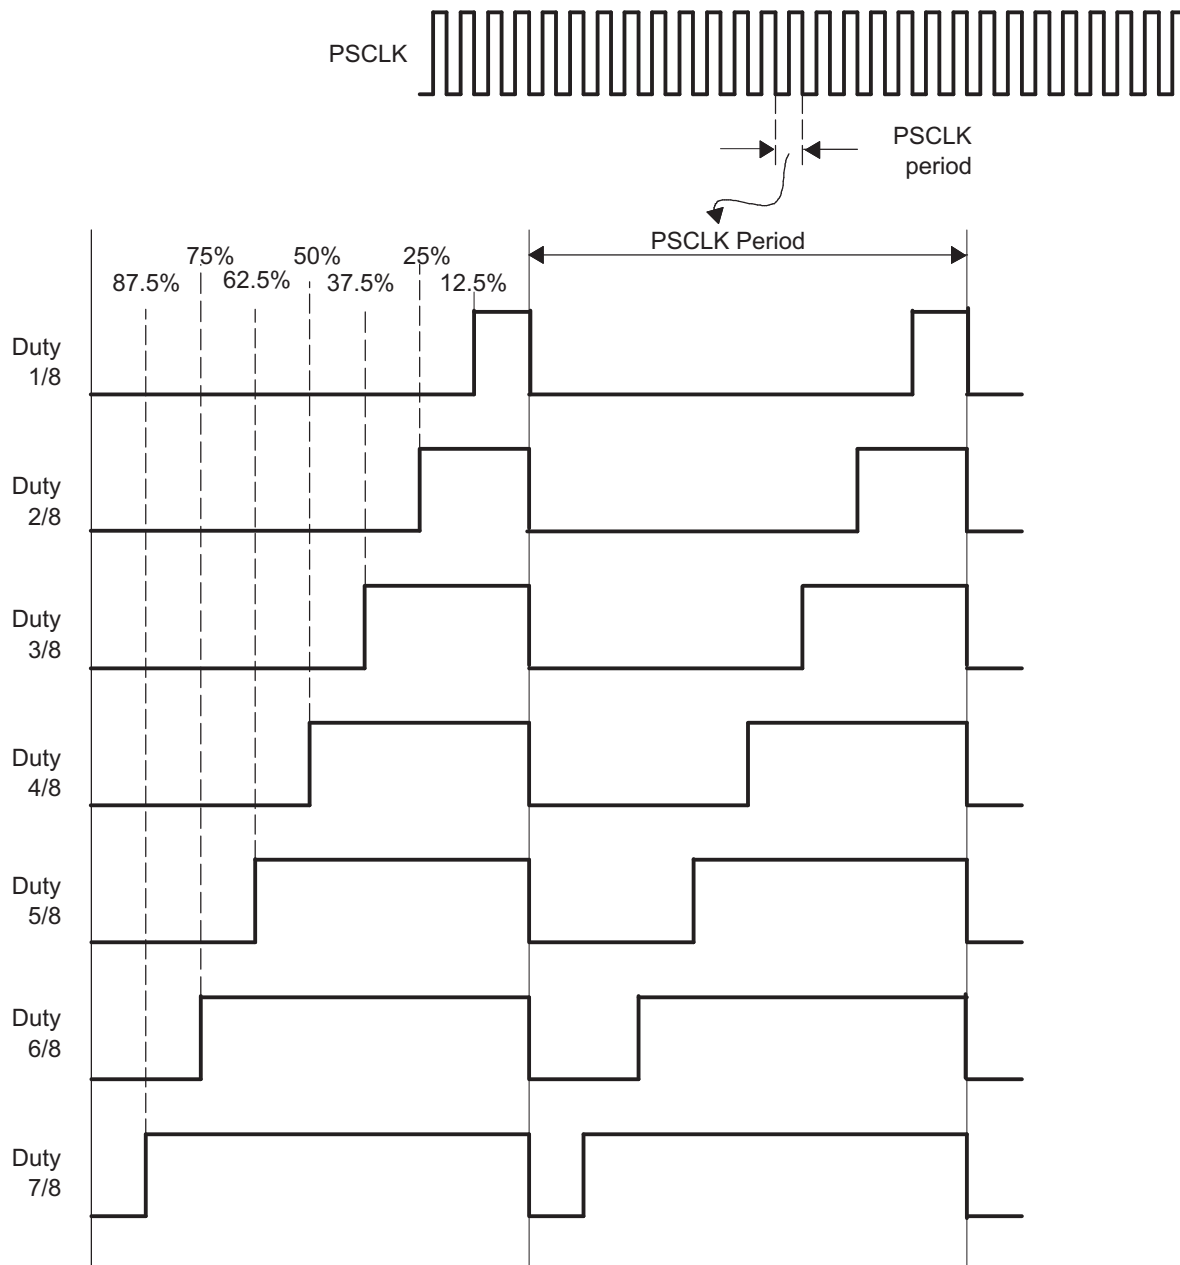 PSCLK
PSCLK
period
PSCLK Period
75%
50%
25%
87.5%
62.5%
37.5%
12.5%
Duty
1/8
Duty
2/8
Duty
3/8
Duty
4/8
Duty
5/8
Duty
6/8
Duty
7/8